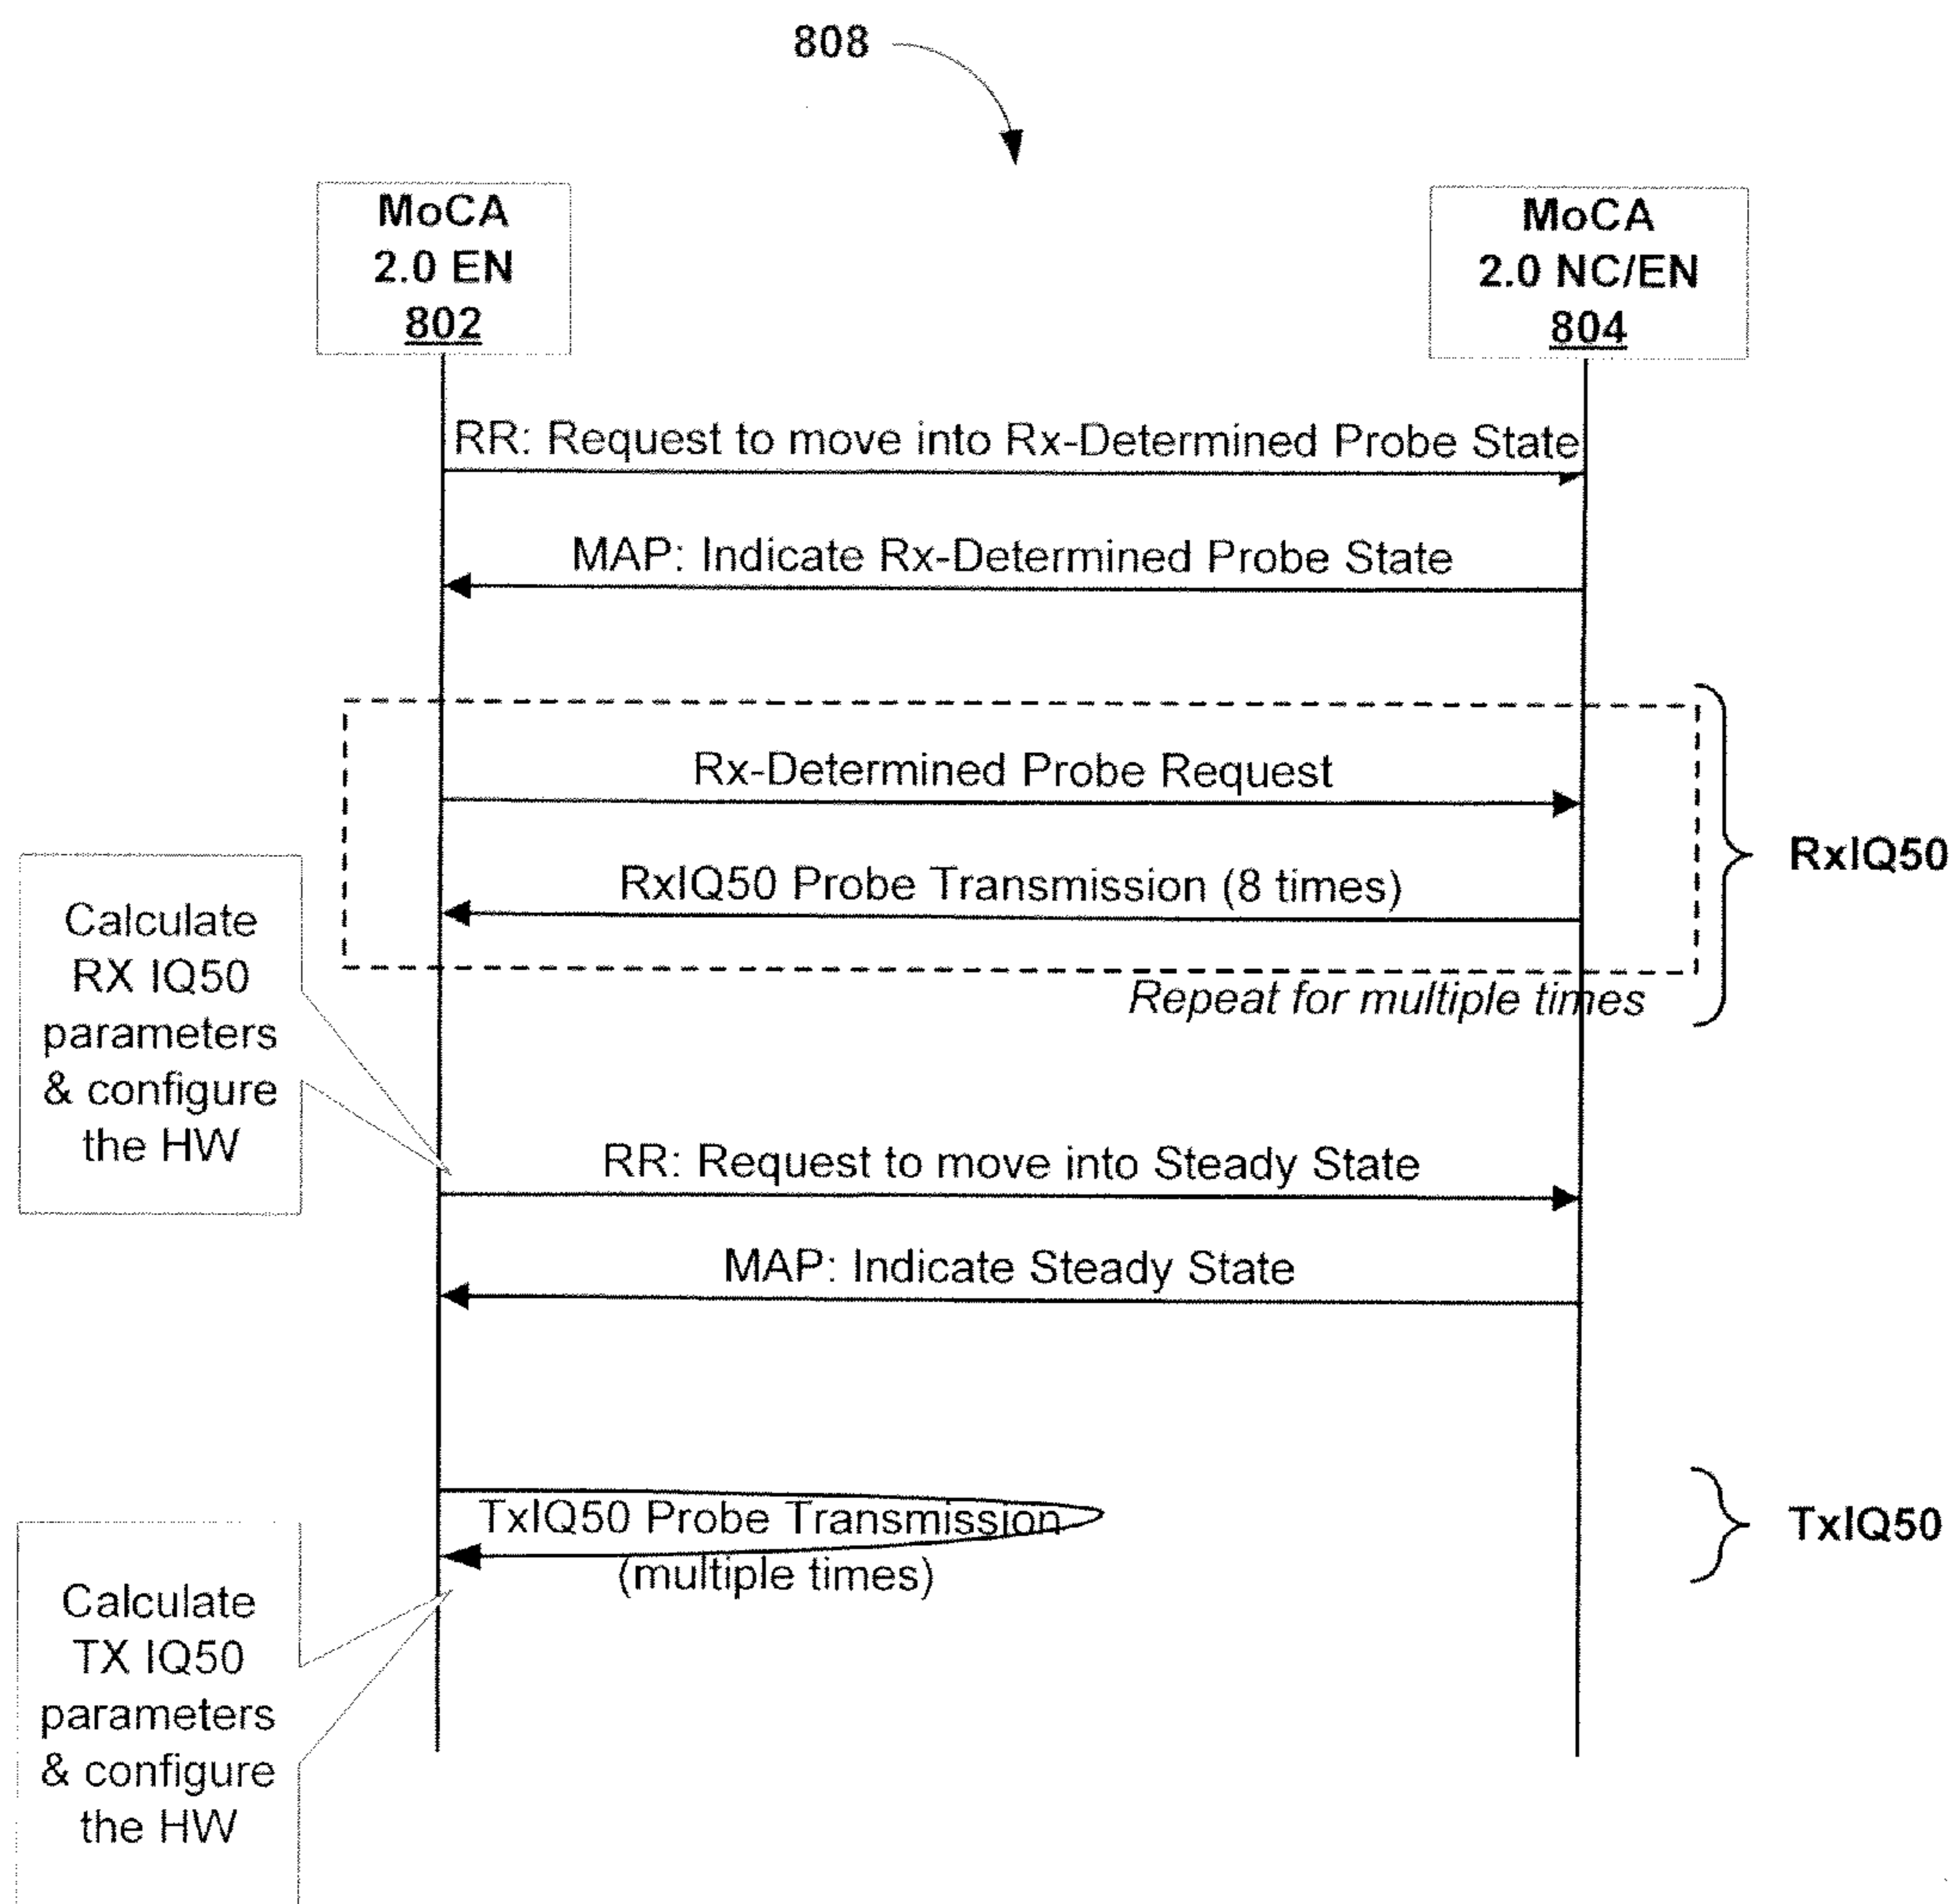 808
MoCA
2.0 EN
802
MoCA
2.0 NC/EN
804
RR: Request to move into Rx-Determined Probe State
MAP: Indicate Rx-Determined Probe State
Rx-Determined Probe Request
RxIQ50 Probe Transmission (8 times)
Repeat for multiple times
RxIQ50
Calculate
RX IQ50
parameters
& configure
the HW
RR: Request to move into Steady State
MAP: Indicate Steady State
TxIQ50 Probe Transmission
(multiple times)
TxIQ50
Calculate
TX IQ50
parameters
& configure
the HW